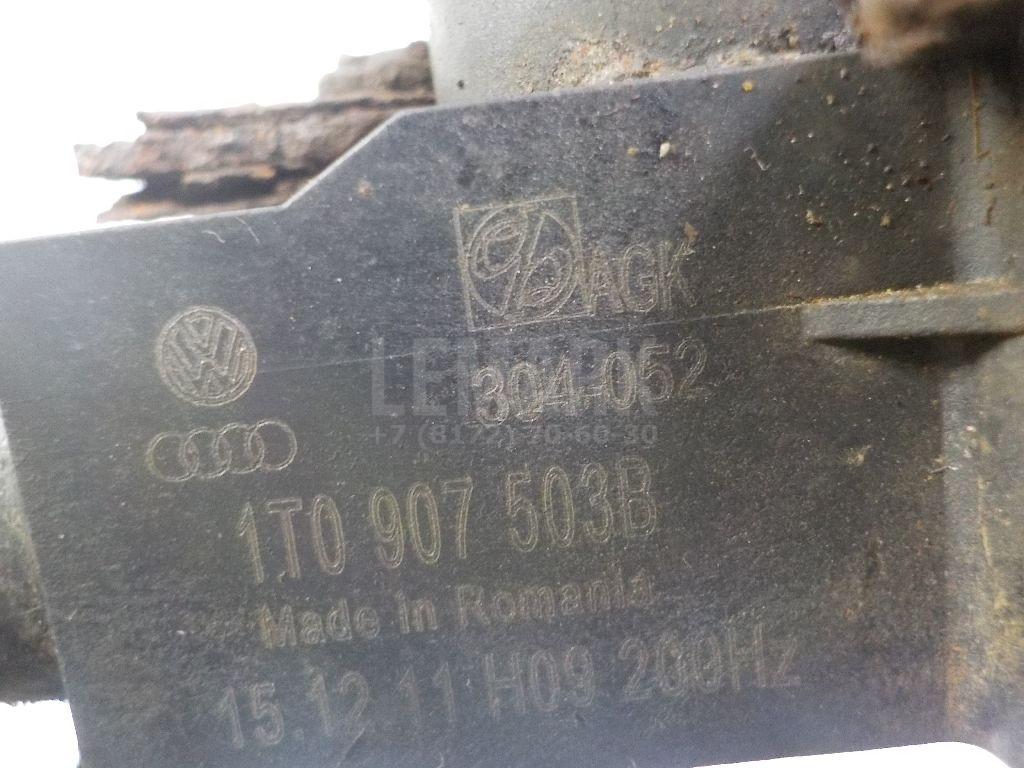 AGK
304-052
1T0 907 503B
Made in Romania
15.12.11 H09 200Hz
+7 (8172) 70-60-30